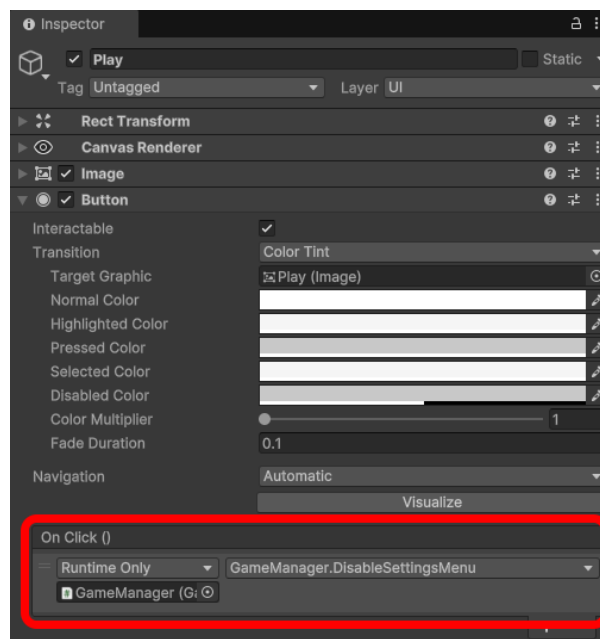 Inspector
Play
Static
Tag Untagged Layer UI
Rect Transform
Canvas Renderer
Image
Button
Interactable
Transition Color Tint
Target Graphic Play (Image)
Normal Color
Highlighted Color
Pressed Color
Selected Color
Disabled Color
Color Multiplier 1
Fade Duration 0.1
Navigation Automatic
Visualize
On Click ()
Runtime Only GameManager.DisableSettingsMenu
GameManager (Ga